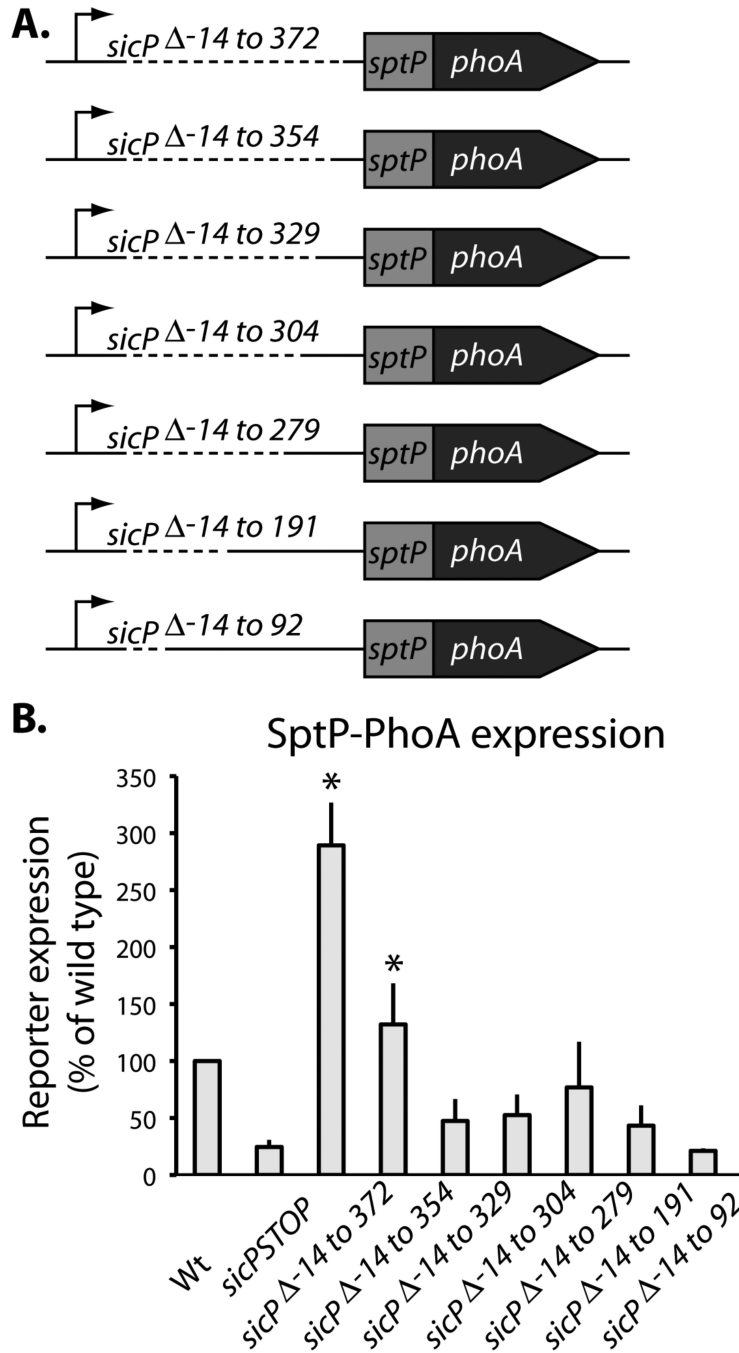 A.
sicP Δ-14 to 372
sptP phoA
sicP Δ-14 to 354
sptP phoA
sicP Δ-14 to 329
sptP phoA
sicP Δ-14 to 304
sptP phoA
sicP Δ-14 to 279
sptP phoA
sicP Δ-14 to 191
sptP phoA
sicP Δ-14 to 92
sptP phoA
B.
SptP-PhoA expression
Reporter expression
(% of wild type)
350
300
250
200
150
100
50
0
*
*
Wt
sicPSTOP
sicP Δ-14 to 372
sicP Δ-14 to 354
sicP Δ-14 to 329
sicP Δ-14 to 304
sicP Δ-14 to 279
sicP Δ-14 to 191
sicP Δ-14 to 92